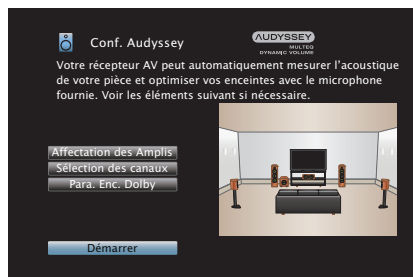 Conf. Audyssey
AUDYSSEY
MULTEQ
DYNAMIC VOLUME
Votre récepteur AV peut automatiquement mesurer l'acoustique
de votre pièce et optimiser vos enceintes avec le microphone
fournie. Voir les éléments suivant si nécessaire.
Affectation des Amplis
Sélection des canaux
Para. Enc. Dolby
Démarrer